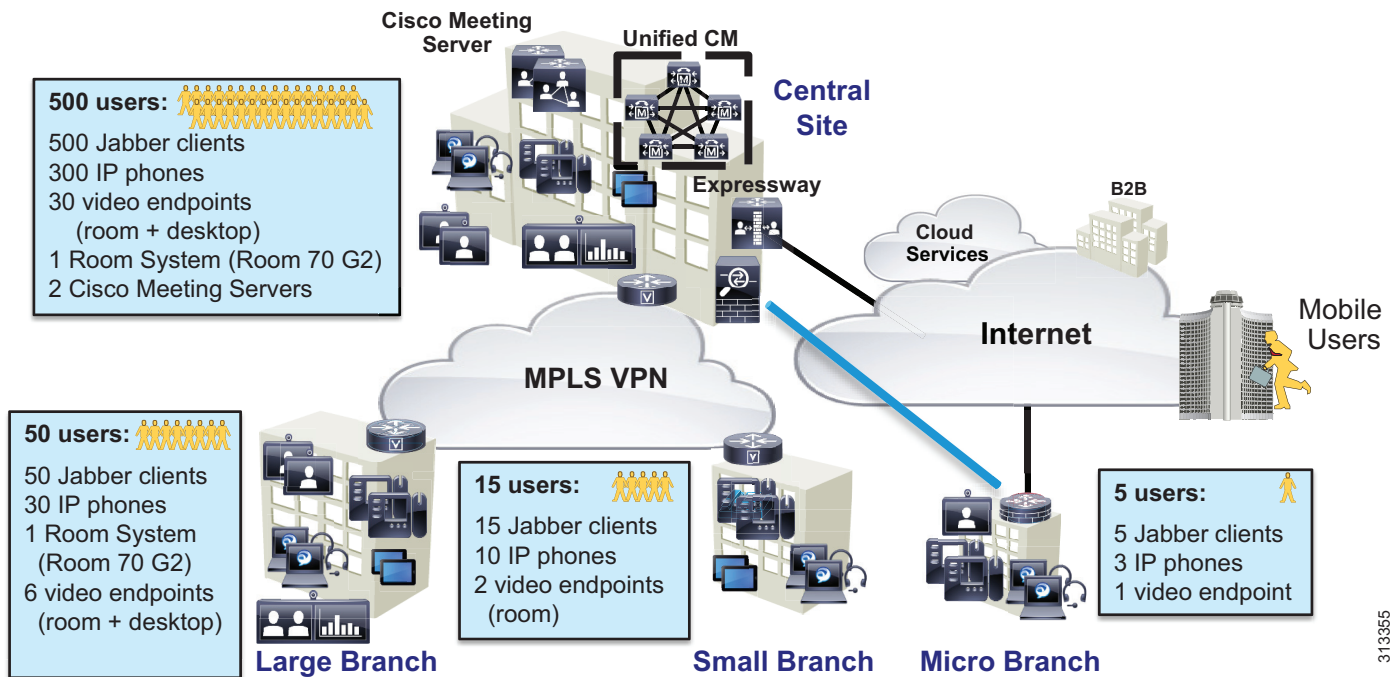 Cisco Meeting
Server
Unified CM
M
M
M
M
M
Central
Site
500 users:
500 Jabber clients
300 IP phones
30 video endpoints
(room + desktop)
1 Room System (Room 70 G2)
2 Cisco Meeting Servers
Expressway
V
B2B
Cloud
Services
Internet
Mobile
Users
MPLS VPN
50 users:
50 Jabber clients
30 IP phones
1 Room System
(Room 70 G2)
6 video endpoints
(room + desktop)
V
Large Branch
15 users:
15 Jabber clients
10 IP phones
2 video endpoints
(room)
V
Small Branch
Micro Branch
5 users:
5 Jabber clients
3 IP phones
1 video endpoint
313355